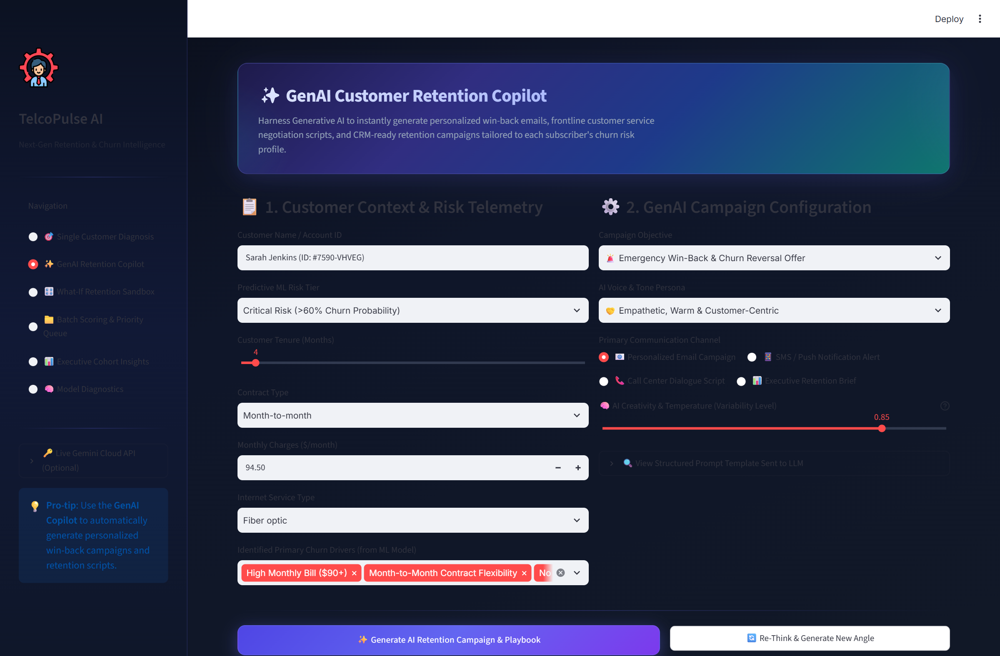 Deploy
TelcoPulse AI
Next-Gen Retention & Churn Intelligence
Navigation
Single Customer Diagnosis
GenAI Retention Copilot
What-If Retention Sandbox
Batch Scoring & Priority
Queue
Executive Cohort Insights
Model Diagnostics
Live Gemini Cloud API
(Optional)
Pro-tip: Use the GenAI
Copilot to automatically
generate personalized
win-back campaigns and
retention scripts.
GenAI Customer Retention Copilot
Harness Generative AI to instantly generate personalized win-back emails, frontline customer service
negotiation scripts, and CRM-ready retention campaigns tailored to each subscriber's churn risk
profile.
1. Customer Context & Risk Telemetry
Customer Name / Account ID
Sarah Jenkins (ID: #7590-VHVEG)
Predictive ML Risk Tier
Critical Risk (>60% Churn Probability)
Customer Tenure (Months)
4
Contract Type
Month-to-month
Monthly Charges ($/month)
94.50
Internet Service Type
Fiber optic
Identified Primary Churn Drivers (from ML Model)
High Monthly Bill ($90+) Month-to-Month Contract Flexibility No
2. GenAI Campaign Configuration
Campaign Objective
Emergency Win-Back & Churn Reversal Offer
AI Voice & Tone Persona
Empathetic, Warm & Customer-Centric
Primary Communication Channel
Personalized Email Campaign SMS / Push Notification Alert
Call Center Dialogue Script Executive Retention Brief
AI Creativity & Temperature (Variability Level)
0.85
View Structured Prompt Template Sent to LLM
Generate AI Retention Campaign & Playbook
Re-Think & Generate New Angle